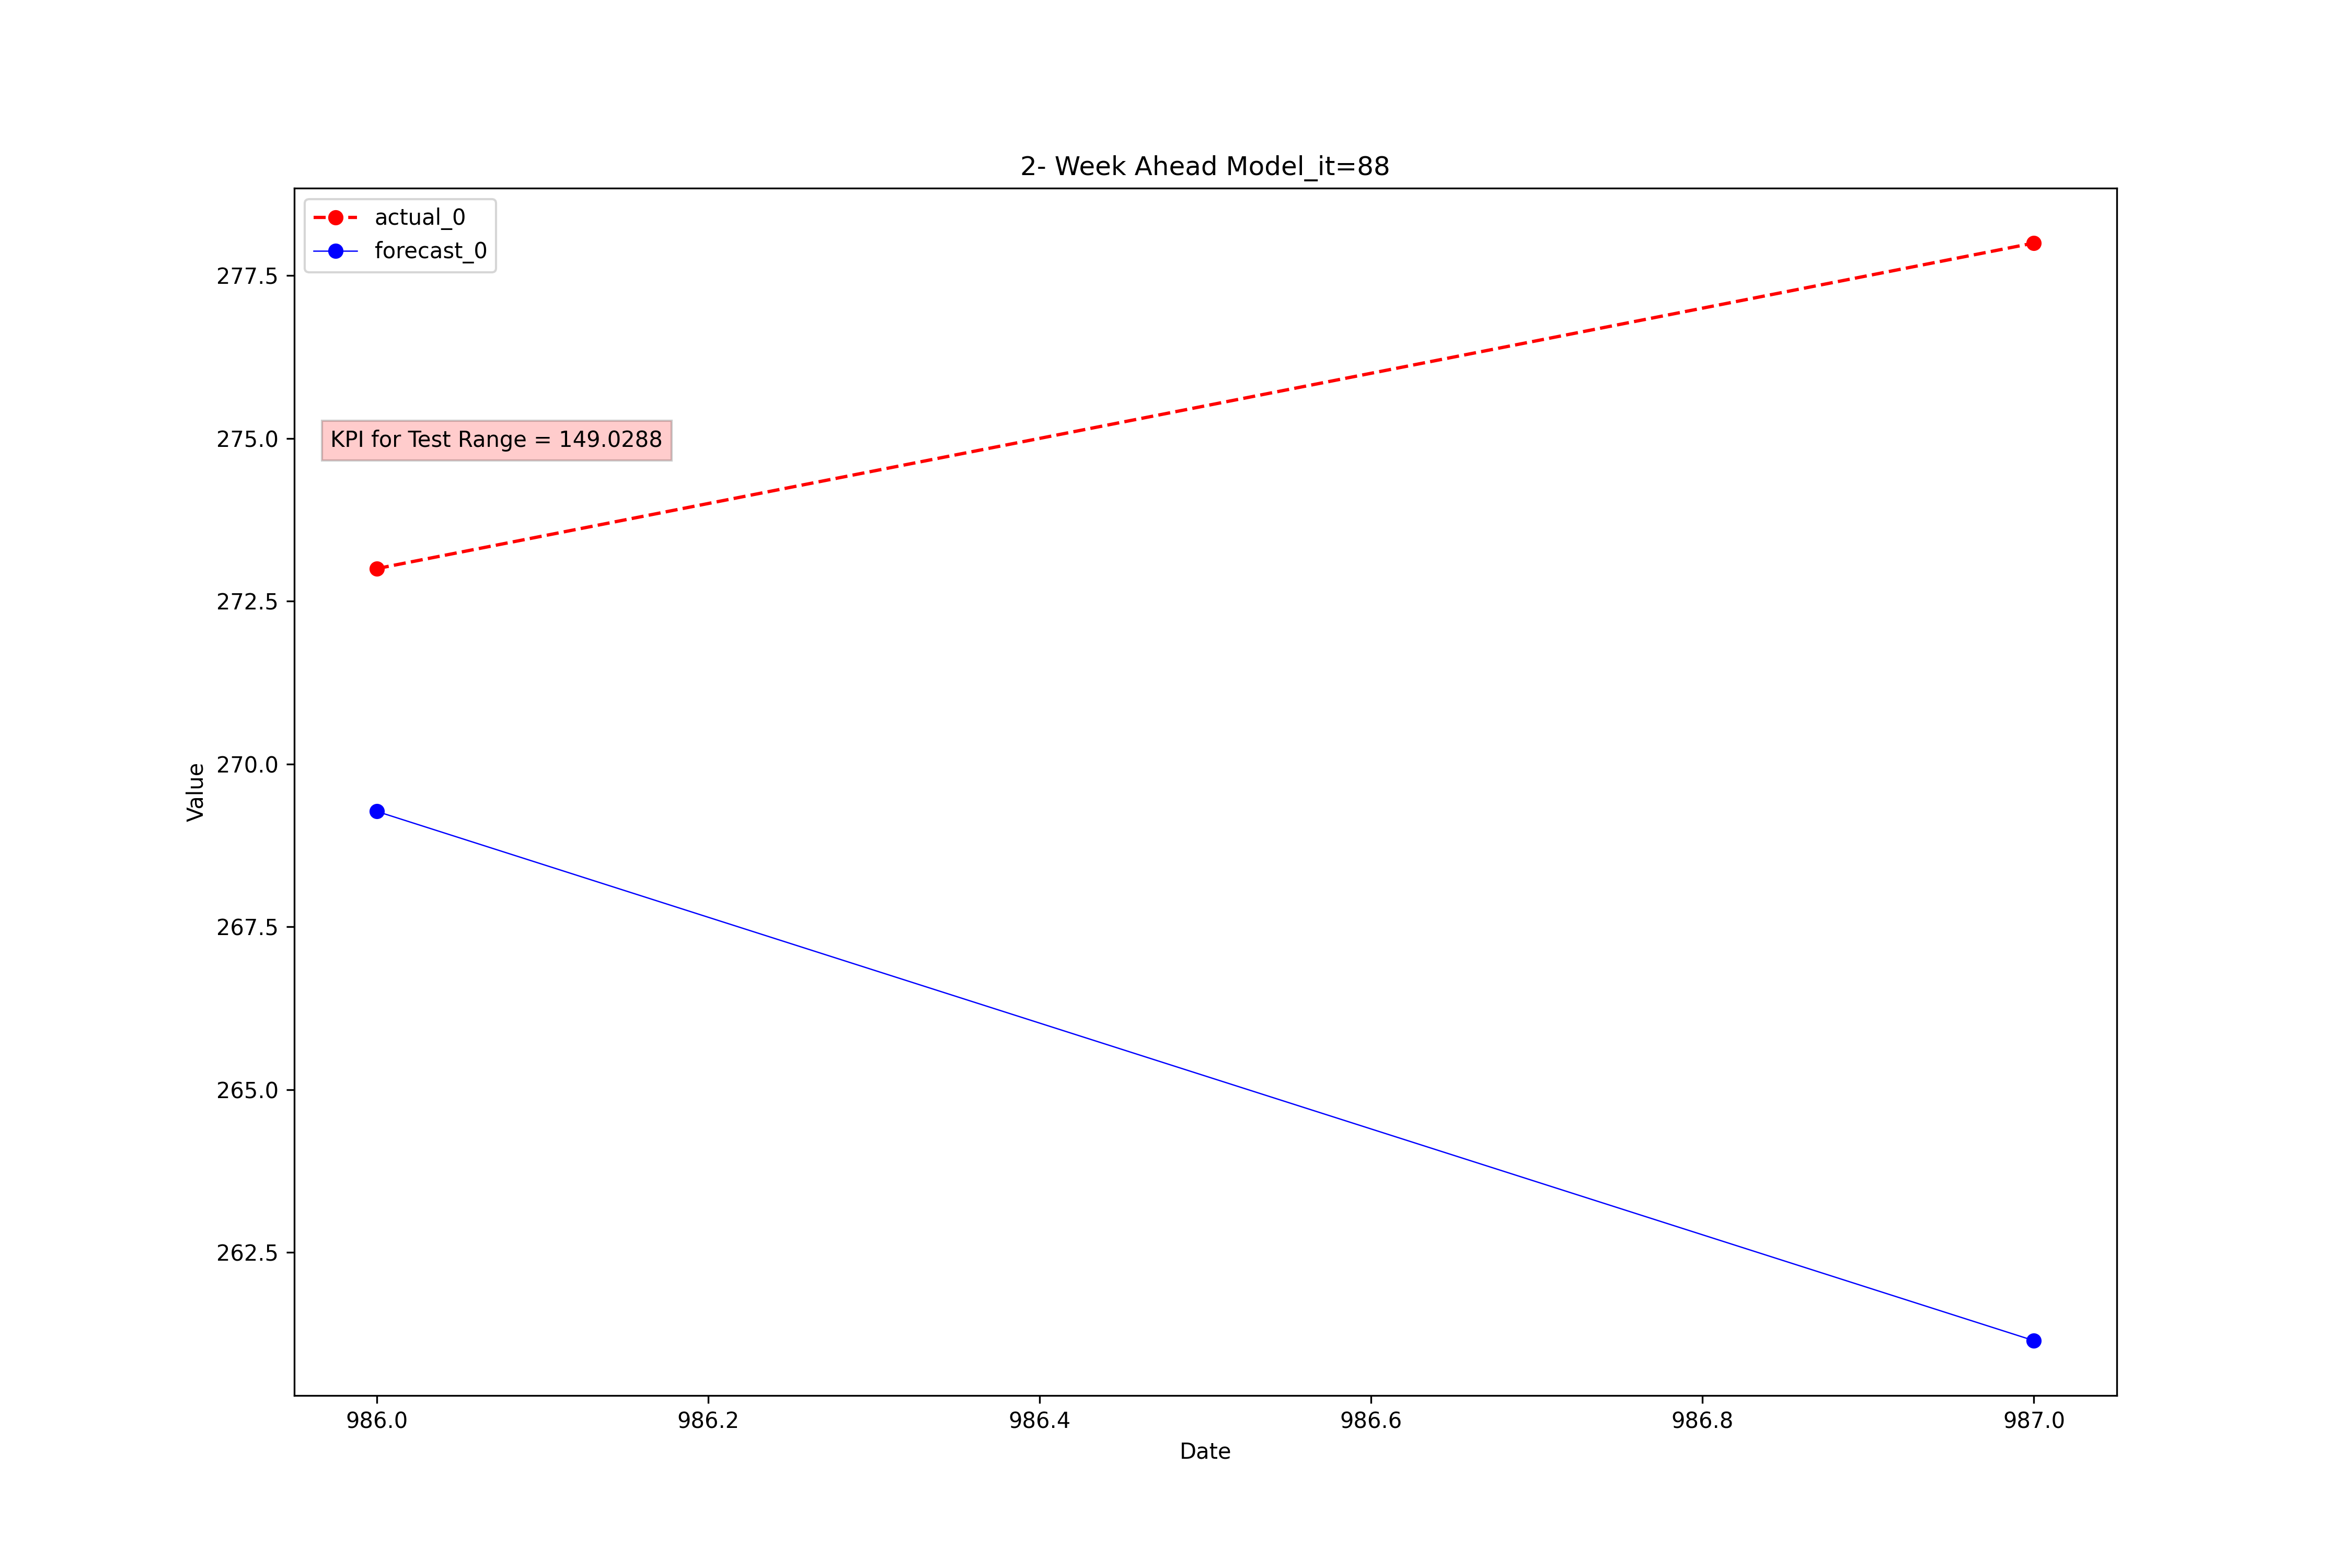 2- Week Ahead Model_it=88
actual_0
forecast_0
KPI for Test Range = 149.0288
277.5
275.0
272.5
270.0
267.5
265.0
262.5
Value
986.0
986.2
986.4
986.6
986.8
987.0
Date